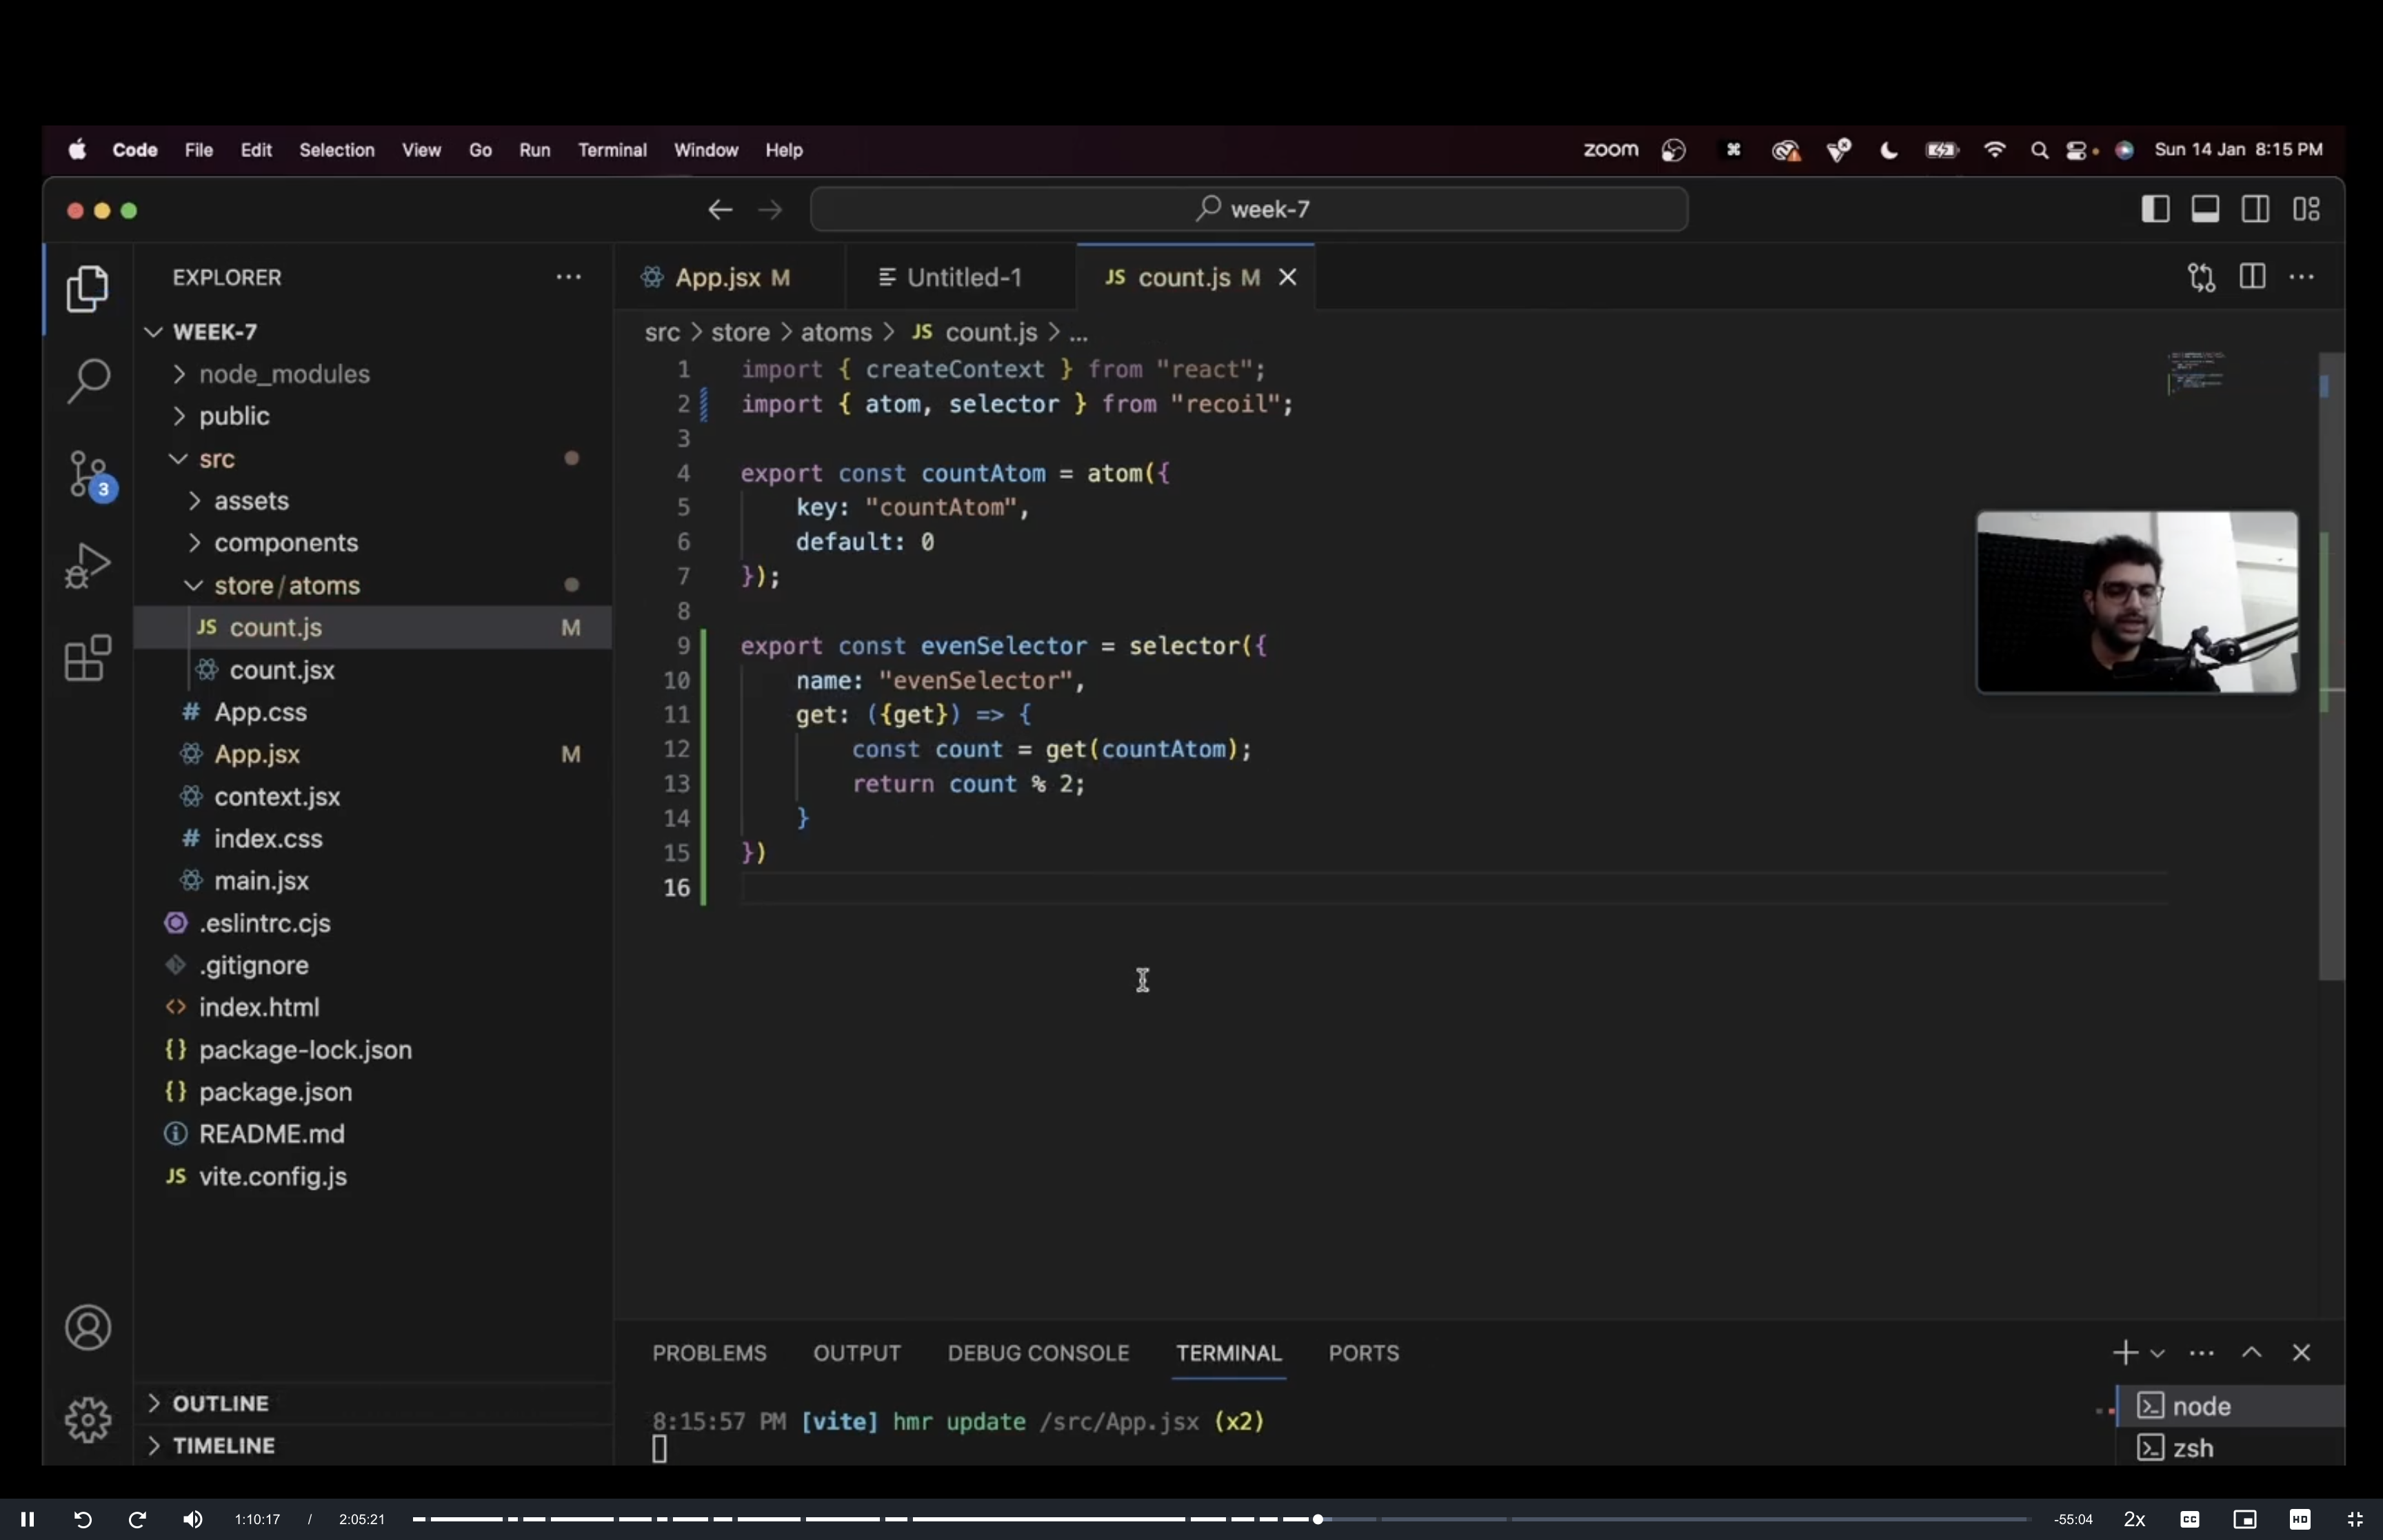 Code File Edit Selection View Go Run Terminal Window Help zoom Sun 14 Jan 8:15 PM
week-7
EXPLORER
WEEK-7
node_modules
public
src
assets
components
store/atoms
count.js M
count.jsx
App.css
App.jsx M
context.jsx
index.css
main.jsx
.eslintrc.cjs
.gitignore
index.html
package-lock.json
package.json
README.md
vite.config.js
OUTLINE
TIMELINE
3
App.jsx M Untitled-1 JS count.js M
src > store > atoms > JS count.js > ...
1 import { createContext } from "react";
2 import { atom, selector } from "recoil";
3
4 export const countAtom = atom({
5 key: "countAtom",
6 default: 0
7 });
8
9 export const evenSelector = selector({
10 name: "evenSelector",
11 get: ({get}) => {
12 const count = get(countAtom);
13 return count % 2;
14 }
15 })
16
PROBLEMS OUTPUT DEBUG CONSOLE TERMINAL PORTS
8:15:57 PM [vite] hmr update /src/App.jsx (x2)
node
zsh
1:10:17 / 2:05:21 -55:04 2x CC HD